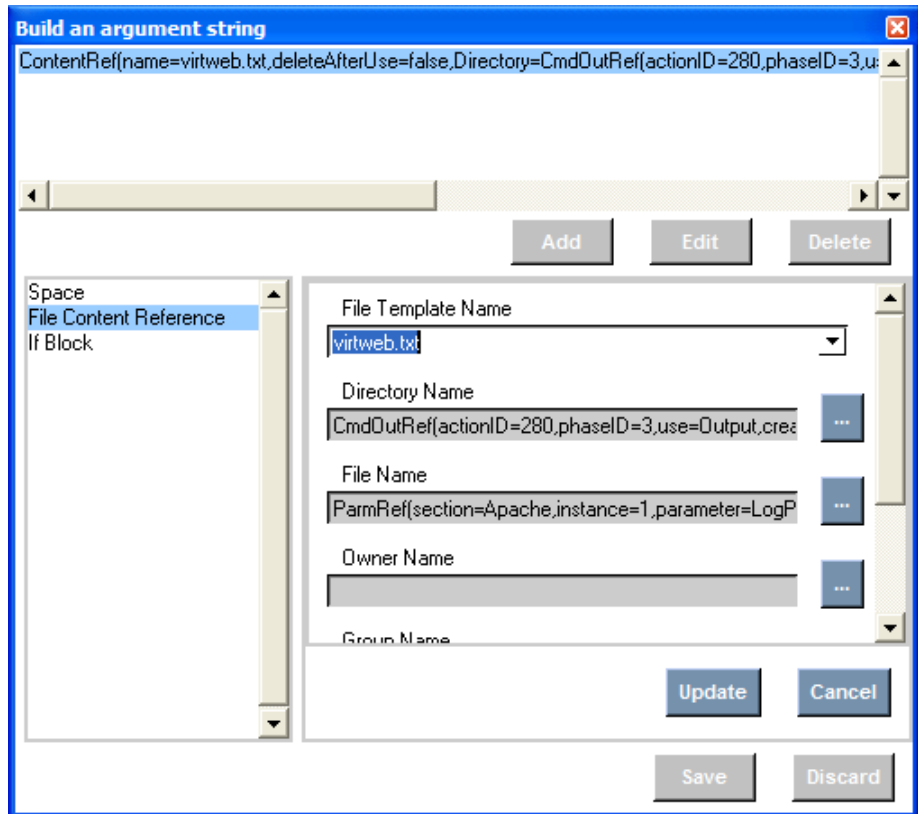 Build an argument string
ContentRef(name=virtweb.txt,deleteAfterUse=false,Directory=CmdOutRef(actionID=280,phaseID=3,u
Add Edit Delete
Space
File Content Reference
If Block
File Template Name
virtweb.txt
Directory Name
CmdOutRef(actionID=280,phaseID=3,use=Output,crea
...
File Name
ParmRef(section=Apache,instance=1,parameter=LogP
...
Owner Name
...
Group Name
Update Cancel
Save Discard